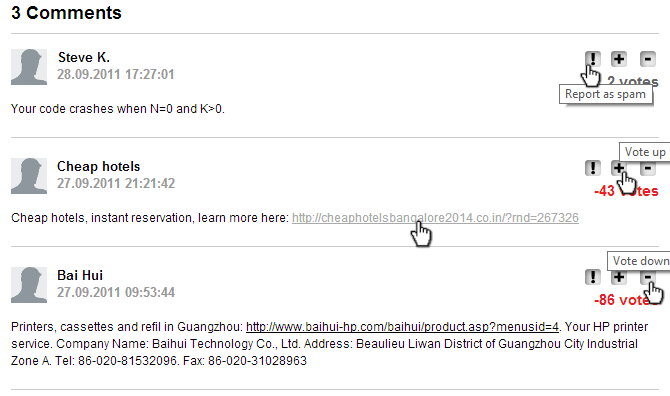 3 Comments
Steve K.
28.09.2011 17:27:01
! + -
2 votes
Report as spam
Your code crashes when N=0 and K>0.
Vote up
Cheap hotels
27.09.2011 21:21:42
! + -
-43 votes
Cheap hotels, instant reservation, learn more here: http://cheaphotelsbangalore2014.co.in/?rnd=267326
Vote down
Bai Hui
27.09.2011 09:53:44
! + -
-86 votes
Printers, cassettes and refil in Guangzhou: http://www.baihui-hp.com/baihui/product.asp?menusid=4. Your HP printer
service. Company Name: Baihui Technology Co., Ltd. Address: Beaulieu Liwan District of Guangzhou City Industrial
Zone A. Tel: 86-020-81532096. Fax: 86-020-31028963